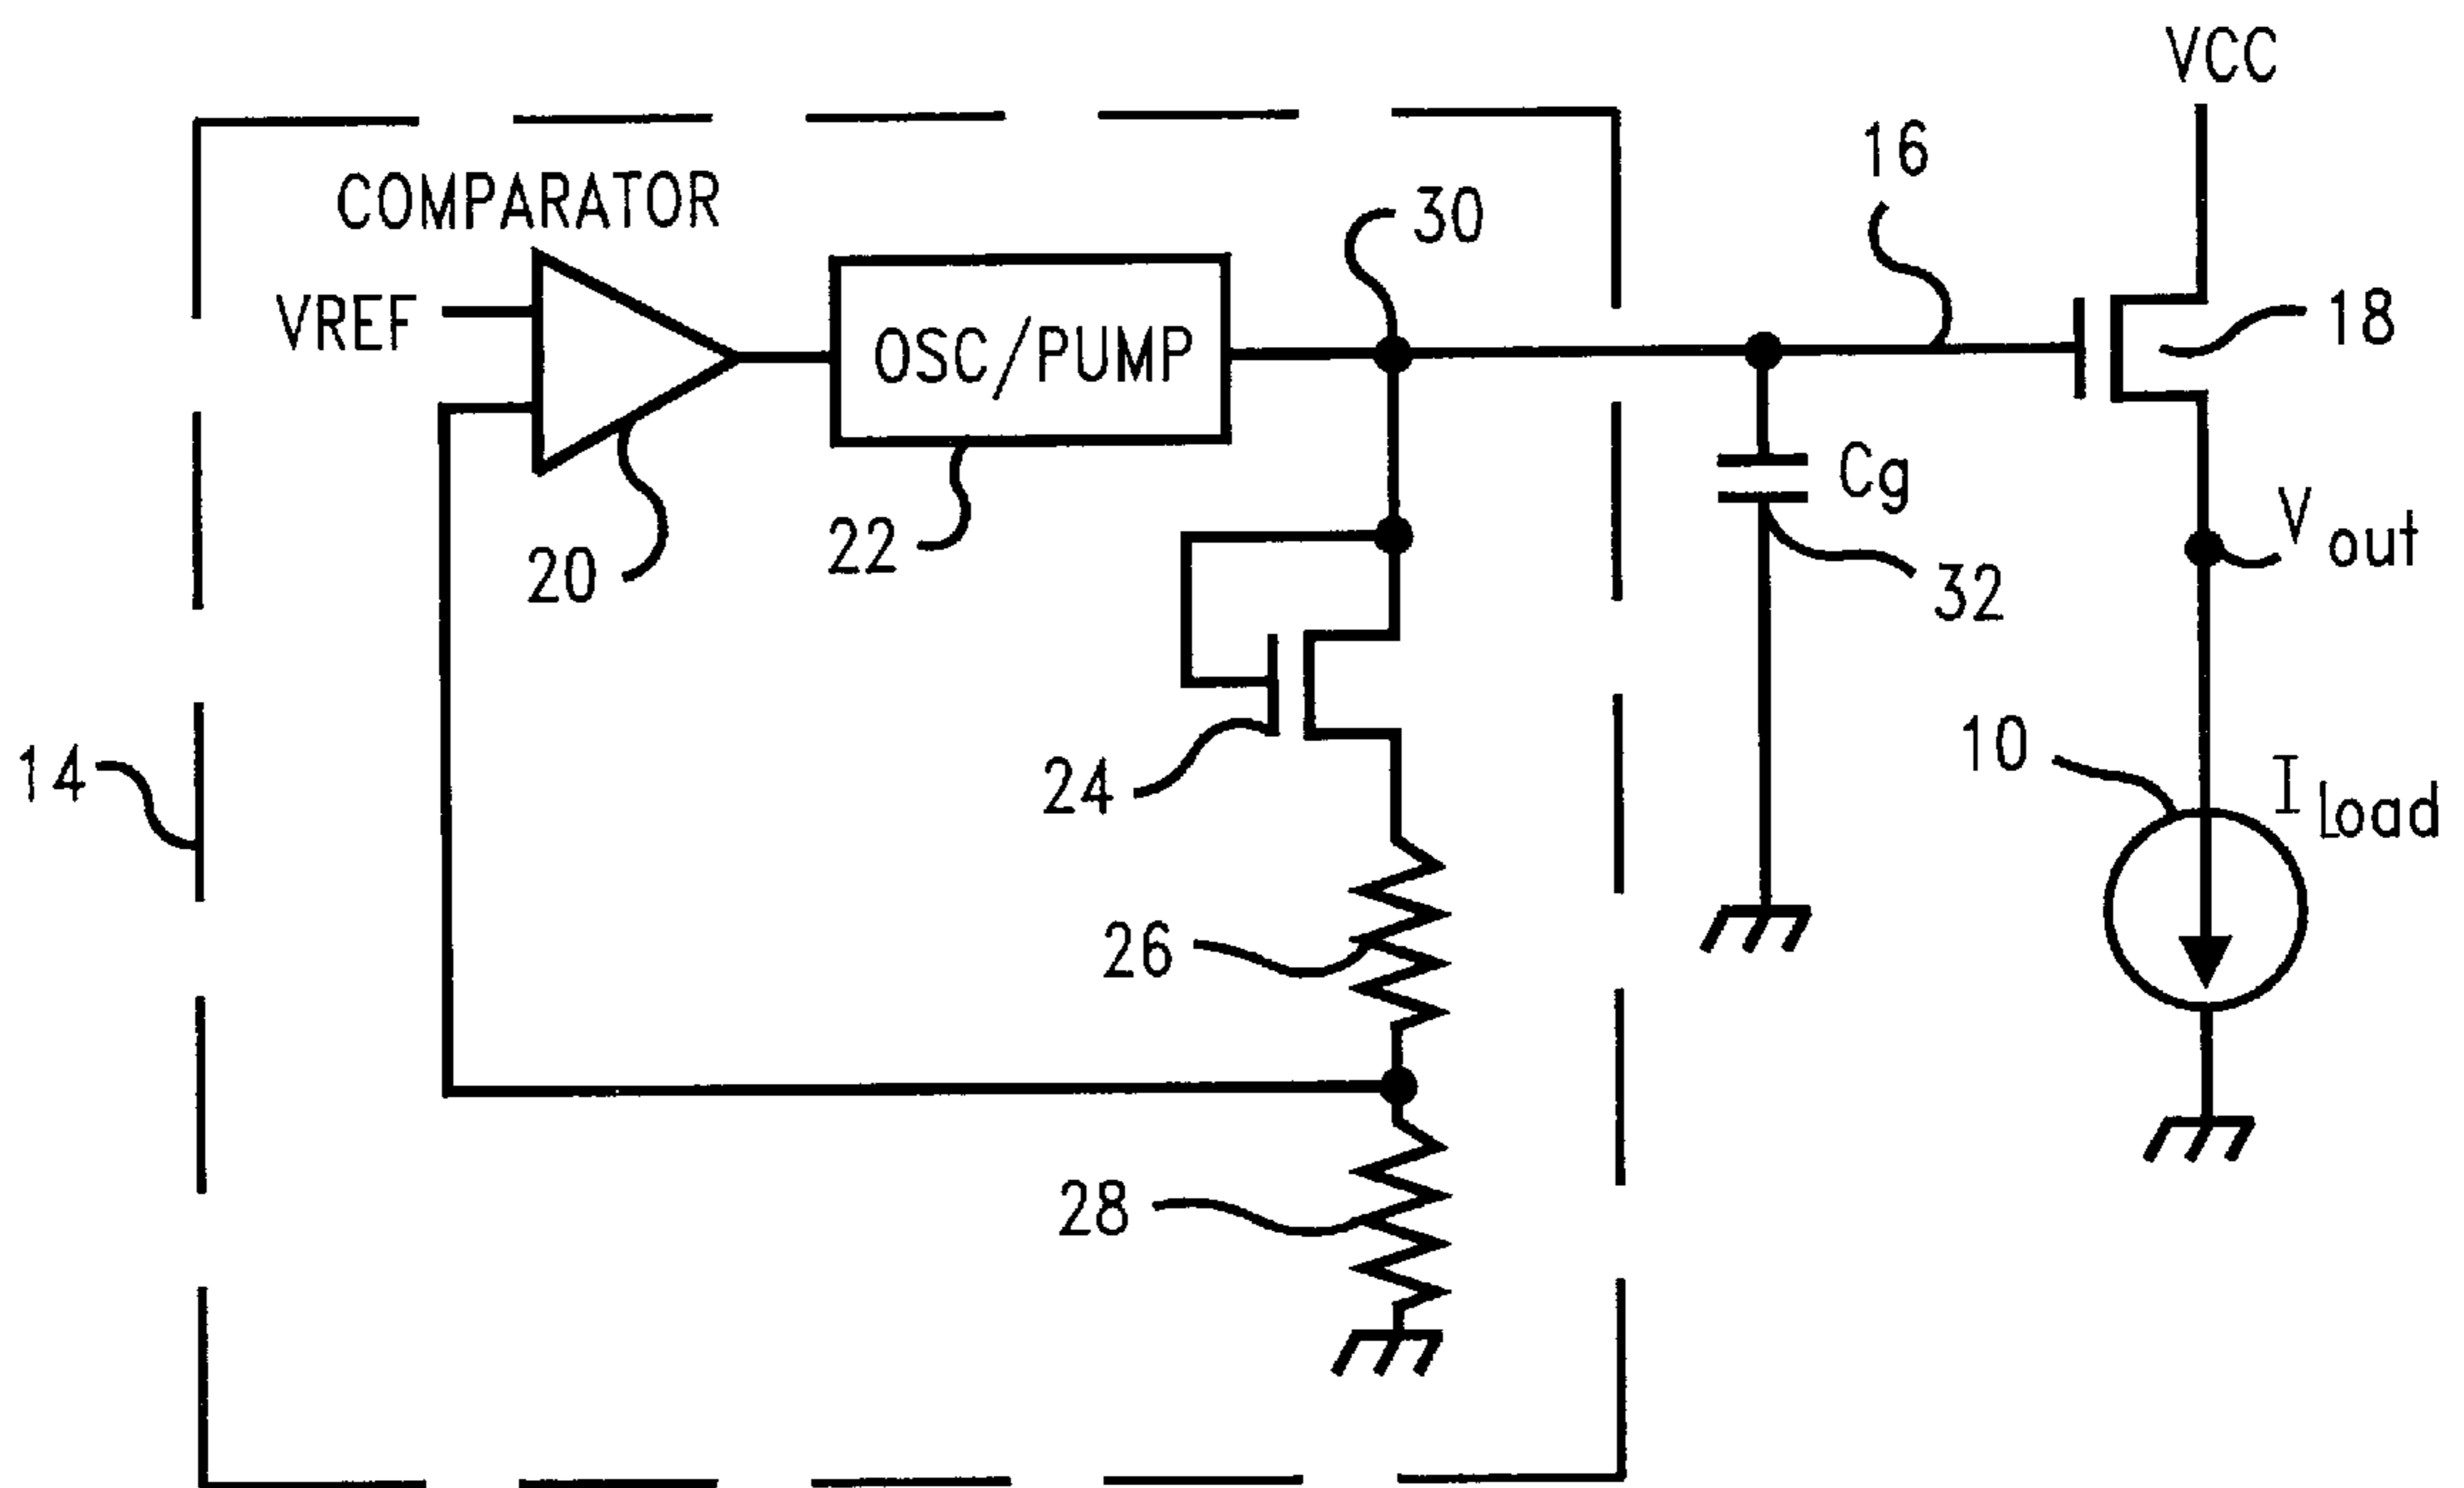 VCC
16
COMPARATOR
30
VREF
OSC/PUMP
18
Cg
20
22
Vout
32
24
14
10
ILoad
26
28